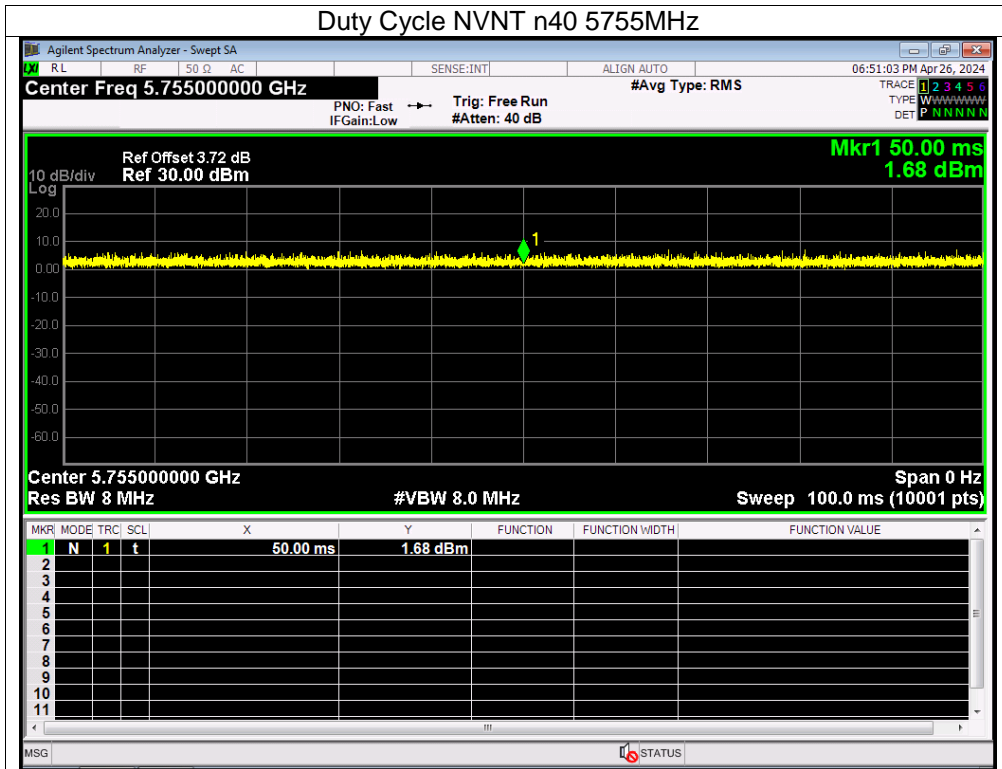 Duty Cycle NVNT n40 5755MHz
Agilent Spectrum Analyzer - Swept SA
LXI RL RF 50 Ω AC SENSE:INT ALIGN AUTO 06:51:03 PM Apr 26, 2024
Center Freq 5.755000000 GHz #Avg Type: RMS TRACE 1 2 3 4 5 6
PNO: Fast Trig: Free Run TYPE WWWWWW
IFGain:Low #Atten: 40 dB DET P N N N N N
Mkr1 50.00 ms
Ref Offset 3.72 dB
10 dB/div Ref 30.00 dBm 1.68 dBm
Log
20.0
10.0
1
0.00
-10.0
-20.0
-30.0
-40.0
-50.0
-60.0
Center 5.755000000 GHz Span 0 Hz
Res BW 8 MHz #VBW 8.0 MHz Sweep 100.0 ms (10001 pts)
MKR MODE TRC SCL X Y FUNCTION FUNCTION WIDTH FUNCTION VALUE
1 N 1 t 50.00 ms 1.68 dBm
2
3
4
5
6
7
8
9
10
11
MSG STATUS